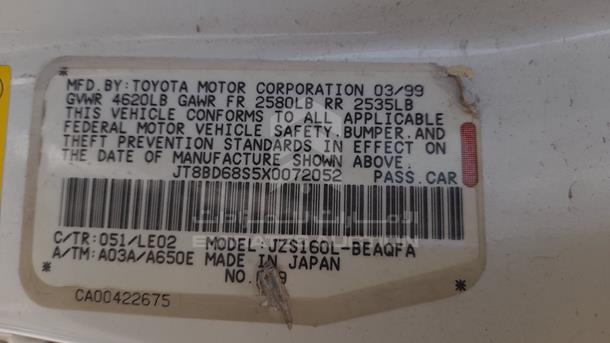 MFD.BY:TOYOTA MOTOR CORPORATION 03/99
GVWR 4620LB GAWR FR 2580LB RR 2535LB
THIS VEHICLE CONFORMS TO ALL APPLICABLE
FEDERAL MOTOR VEHICLE SAFETY,BUMPER,AND
THEFT PREVENTION STANDARDS IN EFFECT ON
THE DATE OF MANUFACTURE SHOWN ABOVE.
JT8BD68S5X0072052 PASS.CAR
C/TR:051/LE02 MODEL:JZS160L-BEAQFA
A/TM:A03A/A650E MADE IN JAPAN
NO.
CA00422675